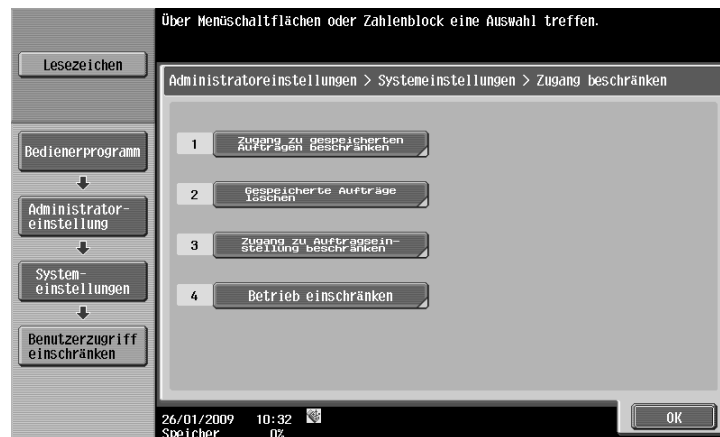 Über Menüschaltflächen oder Zahlenblock eine Auswahl treffen.
Lesezeichen
Administratoreinstellungen > Systemeinstellungen > Zugang beschränken
Bedienerprogramm
Administrator-
einstellung
System-
einstellungen
Benutzerzugriff
einschränken
1
Zugang zu gespeicherten
Aufträgen beschränken
2
Gespeicherte Aufträge
löschen
3
Zugang zu Auftragsein-
stellung beschränken
4
Betrieb einschränken
26/01/2009 10:32
Speicher 0%
OK